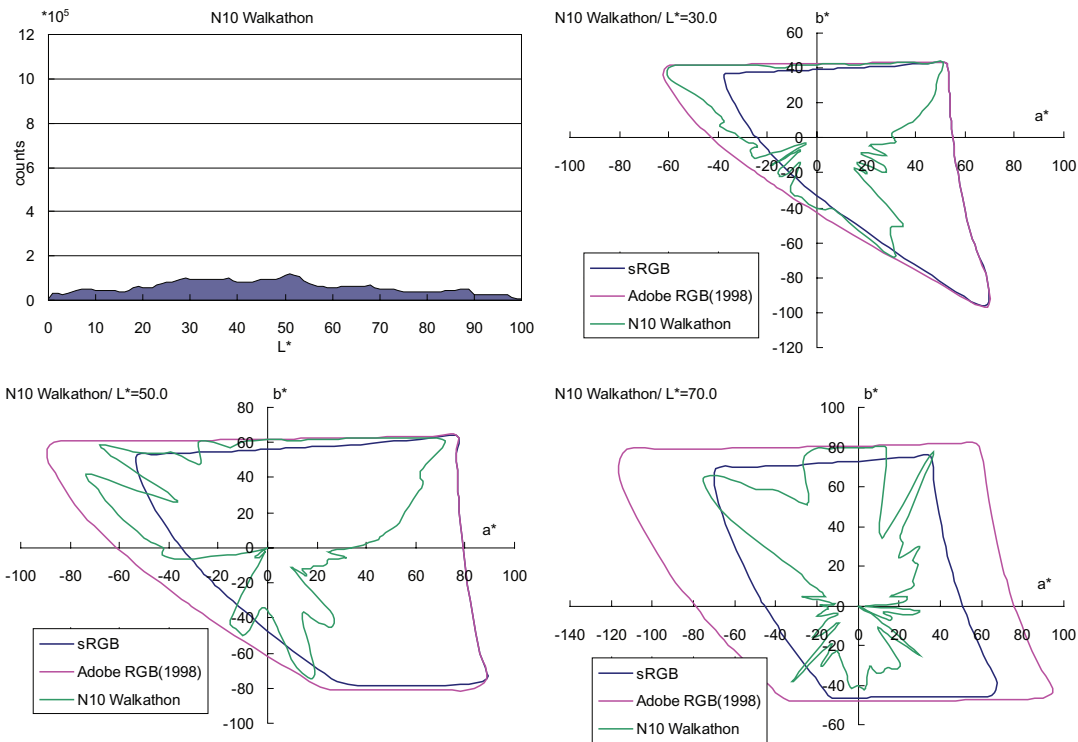 *10⁵ N10 Walkathon
12
10
8
6
4
2
0
counts
0 10 20 30 40 50 60 70 80 90 100
L*
N10 Walkathon/ L*=30.0
b*
60
40
20
0
-20
-40
-60
-80
-100
-120
a*
-100 -80 -60 -40 -20 0 20 40 60 80 100
sRGB
Adobe RGB(1998)
N10 Walkathon
N10 Walkathon/ L*=50.0
b*
80
60
40
20
0
-20
-40
-60
-80
-100
a*
-100 -80 -60 -40 -20 0 20 40 60 80 100
sRGB
Adobe RGB(1998)
N10 Walkathon
N10 Walkathon/ L*=70.0
b*
100
80
60
40
20
0
-20
-40
-60
a*
-140 -120 -100 -80 -60 -40 -20 0 20 40 60 80 100
sRGB
Adobe RGB(1998)
N10 Walkathon